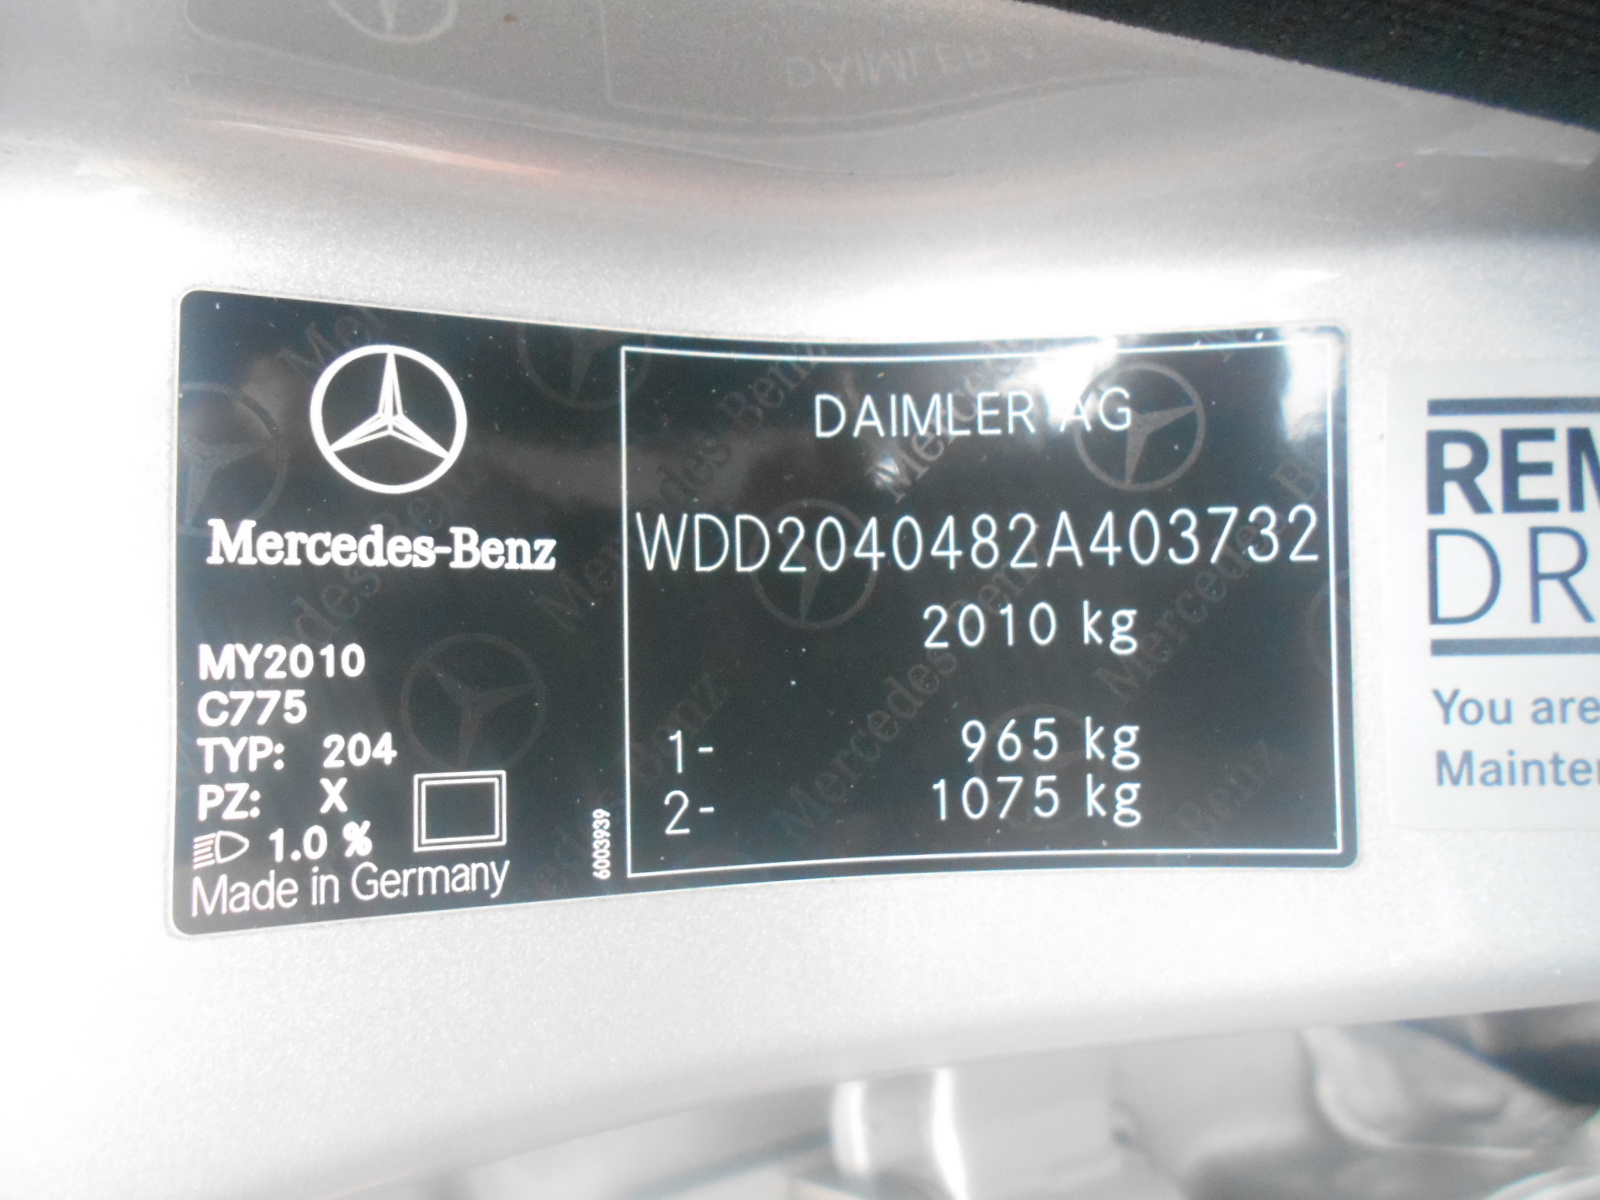 Mercedes-Benz
MY2010
C775
TYP: 204
PZ: X
1.0 %
Made in Germany
6003939
DAIMLER AG
WDD2040482A403732
2010 kg
1- 965 kg
2- 1075 kg
REM
DR
You are
Mainte